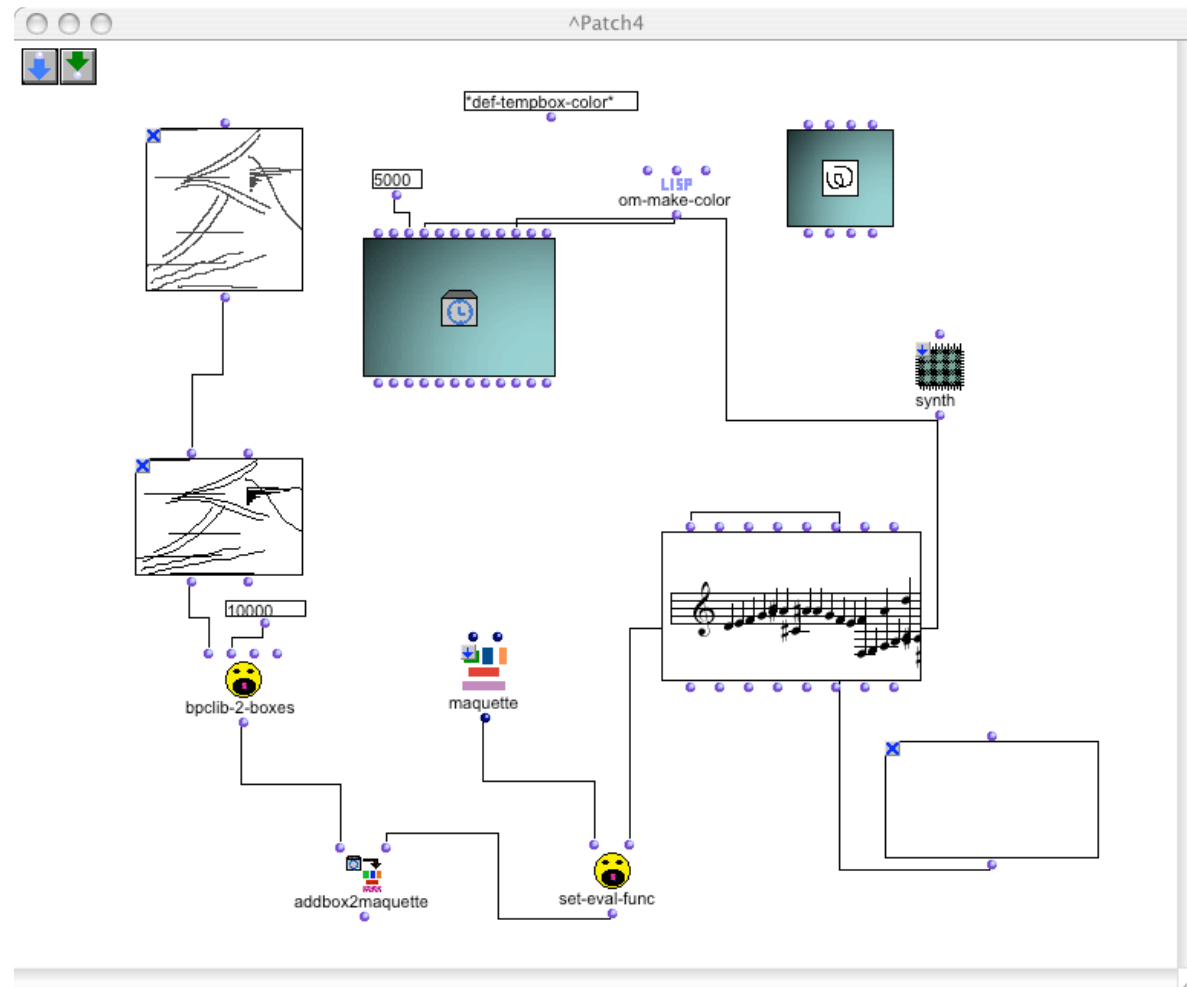 ^Patch4
*def-tempbox-color*
5000
LISP
om-make-color
synth
10000
bpclib-2-boxes
maquette
addbox2maquette
set-eval-func